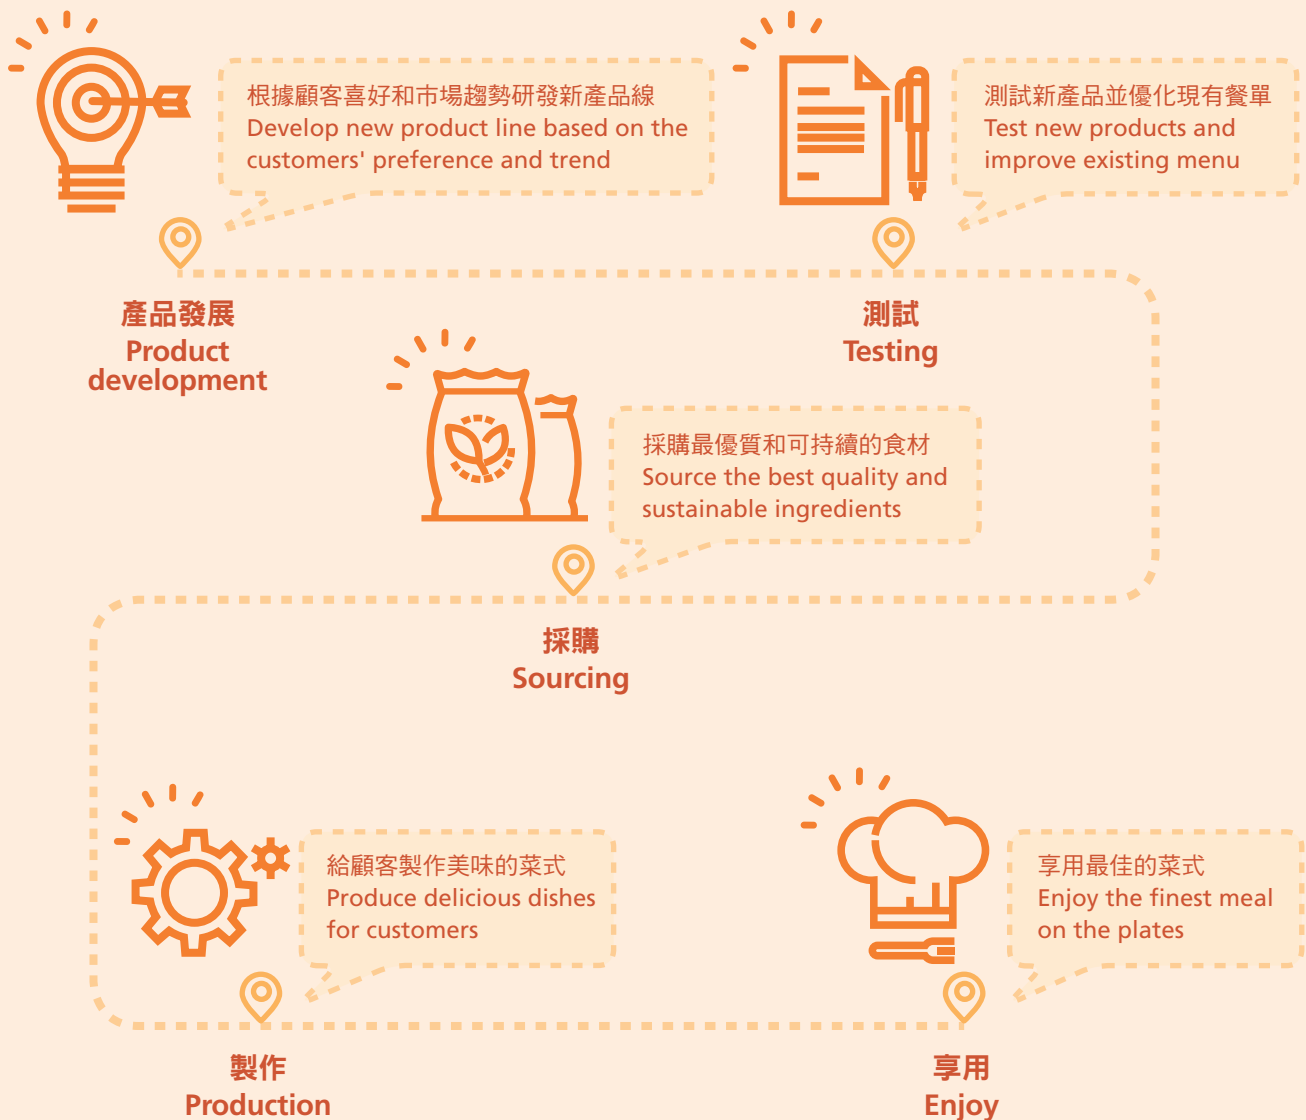 根據顧客喜好和市場趨勢研發新產品線
Develop new product line based on the
customers' preference and trend
產品發展
Product
development
測試新產品並優化現有餐單
Test new products and
improve existing menu
測試
Testing
採購最優質和可持續的食材
Source the best quality and
sustainable ingredients
採購
Sourcing
給顧客製作美味的菜式
Produce delicious dishes
for customers
製作
Production
享用最佳的菜式
Enjoy the finest meal
on the plates
享用
Enjoy